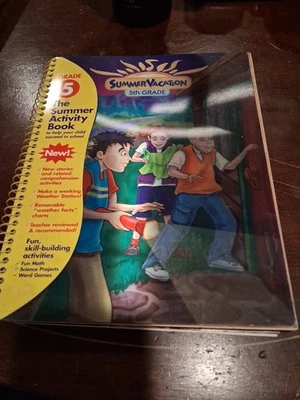 GRADE
5
SUMMER VACATION
5TH GRADE
The
Summer
Activity
Book
to help your child
succeed in school!
New!
• New stories
and related
comprehension
activities
• Make a working
Weather Station!
• Removable
"weather facts"
charts
• Teacher reviewed
& recommended!
Fun,
skill-building
activities
✓ Fun Math
✓ Science Projects
✓ Word Games